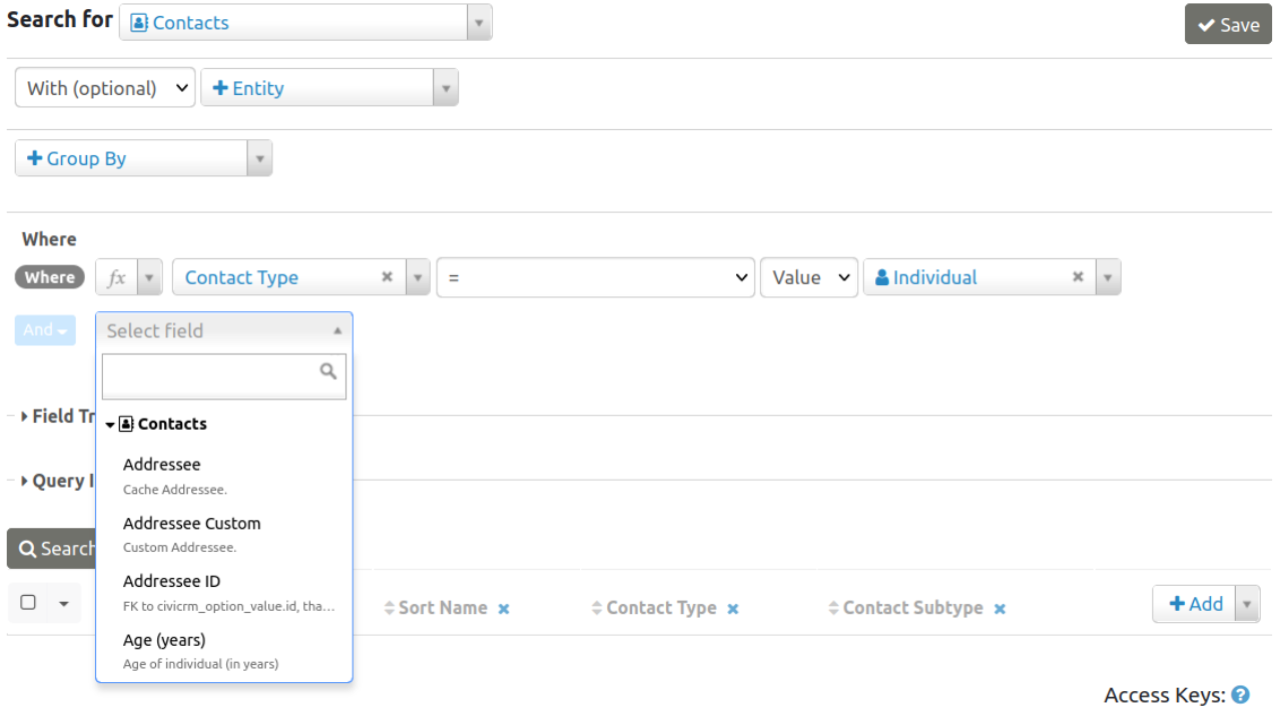 Search for Contacts Save
With (optional) Entity
Group By
Where
Where fx Contact Type = Value Individual
And Select field
Contacts
Field Tr
Addressee
Query I
Cache Addressee.
Addressee Custom
Search
Custom Addressee.
Addressee ID
FK to civicrm_option_value.id, tha...
Sort Name Contact Type Contact Subtype Add
Age (years)
Age of individual (in years)
Access Keys: